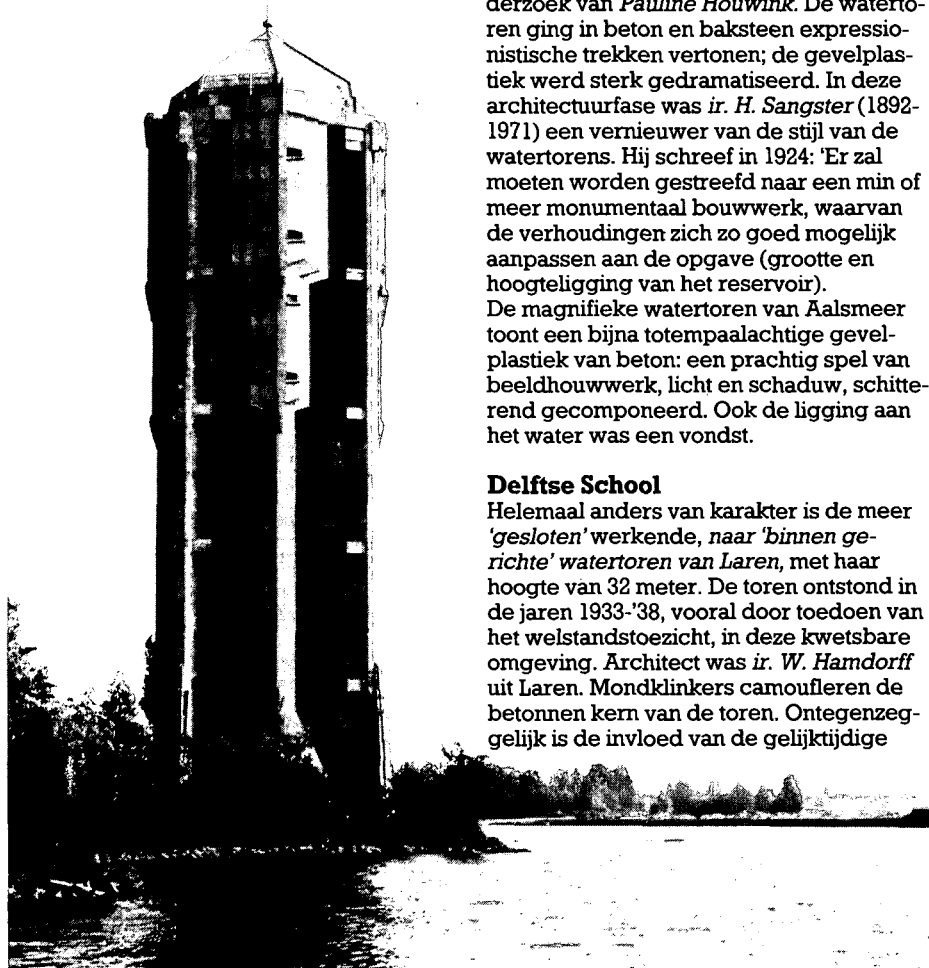 derzoek van Pauline Houwink. De waterto-
ren ging in beton en baksteen expressio-
nistische trekken vertonen; de gevelplas-
tiek werd sterk gedramatiseerd. In deze
architectuurfase was ir. H. Sangster (1892-
1971) een vernieuwer van de stijl van de
watertorens. Hij schreef in 1924: 'Er zal
moeten worden gestreefd naar een min of
meer monumentaal bouwwerk, waarvan
de verhoudingen zich zo goed mogelijk
aanpassen aan de opgave (grootte en
hoogteligging van het reservoir).
De magnifieke watertoren van Aalsmeer
toont een bijna totempaalachtige gevel-
plastiek van beton: een prachtig spel van
beeldhouwwerk, licht en schaduw, schitte-
rend gecomponeerd. Ook de ligging aan
het water was een vondst.
Delftse School
Helemaal anders van karakter is de meer
'gesloten' werkende, naar 'binnen ge-
richte' watertoren van Laren, met haar
hoogte van 32 meter. De toren ontstond in
de jaren 1933-'38, vooral door toedoen van
het welstandstoezicht, in deze kwetsbare
omgeving. Architect was ir. W. Hamdorff
uit Laren. Mondklinkers camoufleren de
betonnen kern van de toren. Ontegenzeg-
gelijk is de invloed van de gelijktijdige